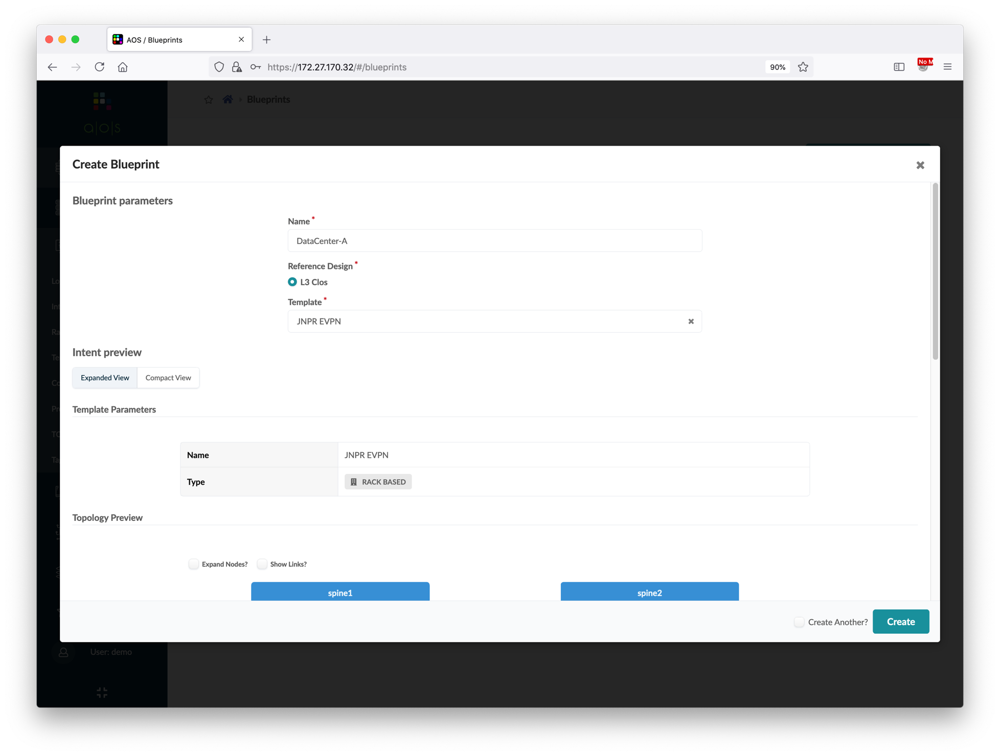 AOS / Blueprints
https://172.27.170.32/#/blueprints
90%
No M
a|o|s
Blueprints
Create Blueprint
Blueprint parameters
Name *
DataCenter-A
Reference Design *
L3 Clos
Template *
JNPR EVPN
Intent preview
Expanded View Compact View
Template Parameters
Name JNPR EVPN
Type RACK BASED
Topology Preview
Expand Nodes? Show Links?
spine1 spine2
Create Another? Create
User: demo